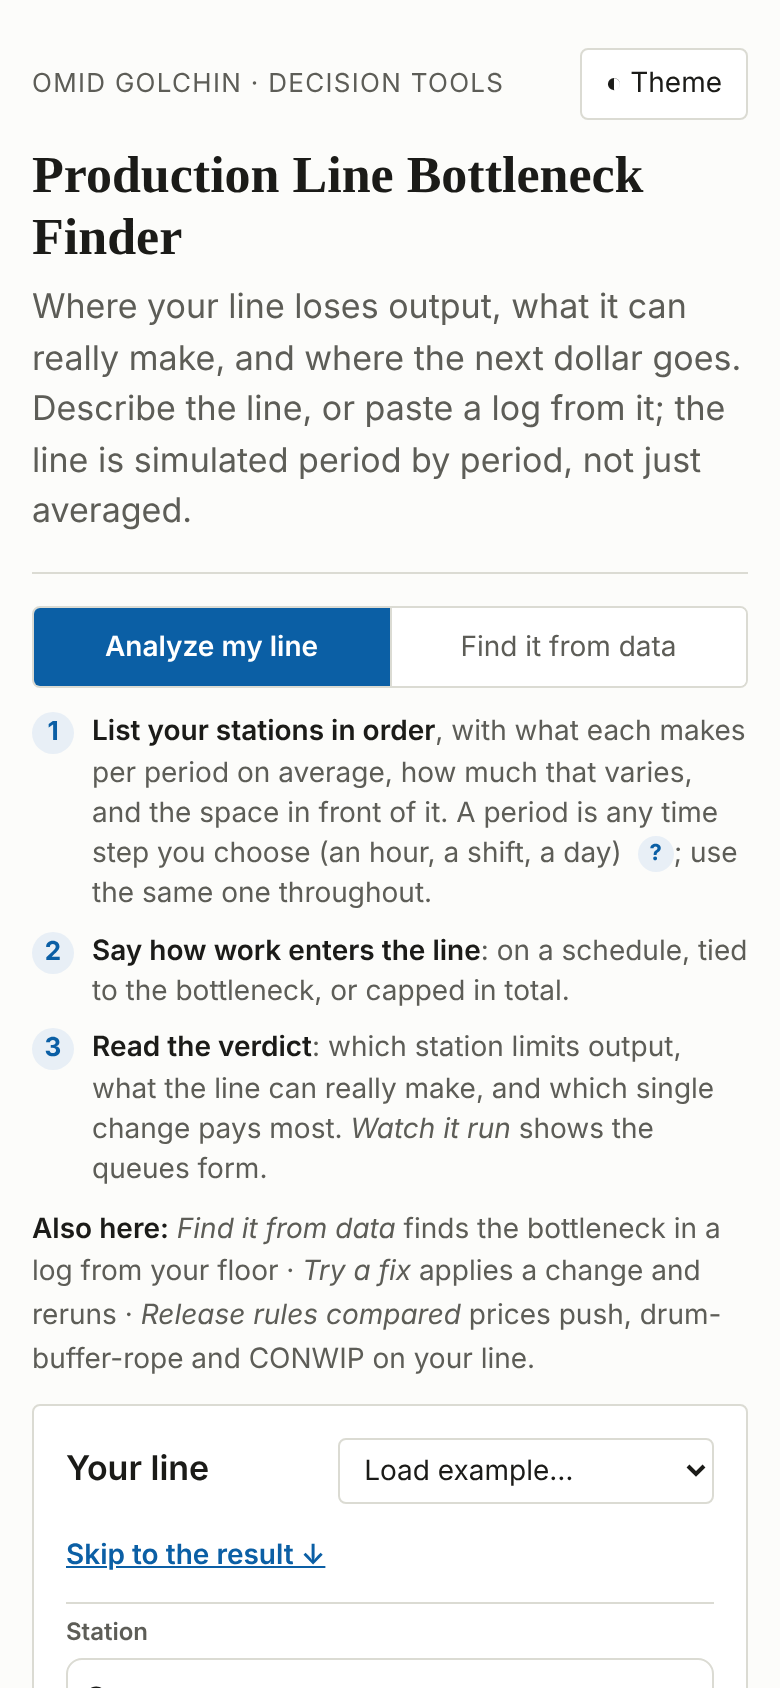 OMID GOLCHIN · DECISION TOOLS
Theme
Production Line Bottleneck
Finder
Where your line loses output, what it can
really make, and where the next dollar goes.
Describe the line, or paste a log from it; the
line is simulated period by period, not just
averaged.
Analyze my line
Find it from data
1 List your stations in order, with what each makes
per period on average, how much that varies,
and the space in front of it. A period is any time
step you choose (an hour, a shift, a day) ?; use
the same one throughout.
2 Say how work enters the line: on a schedule, tied
to the bottleneck, or capped in total.
3 Read the verdict: which station limits output,
what the line can really make, and which single
change pays most. Watch it run shows the
queues form.
Also here: Find it from data finds the bottleneck in a
log from your floor · Try a fix applies a change and
reruns · Release rules compared prices push, drum-
buffer-rope and CONWIP on your line.
Your line
Load example...
Skip to the result ↓
Station